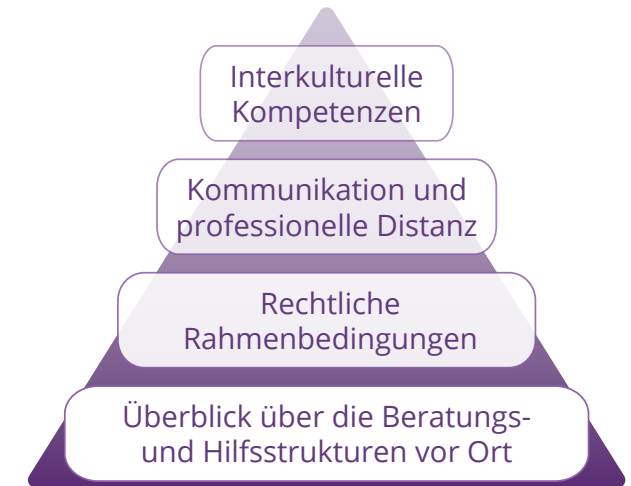 Interkulturelle
Kompetenzen
Kommunikation und
professionelle Distanz
Rechtliche
Rahmenbedingungen
Überblick über die Beratungs-
und Hilfsstrukturen vor Ort